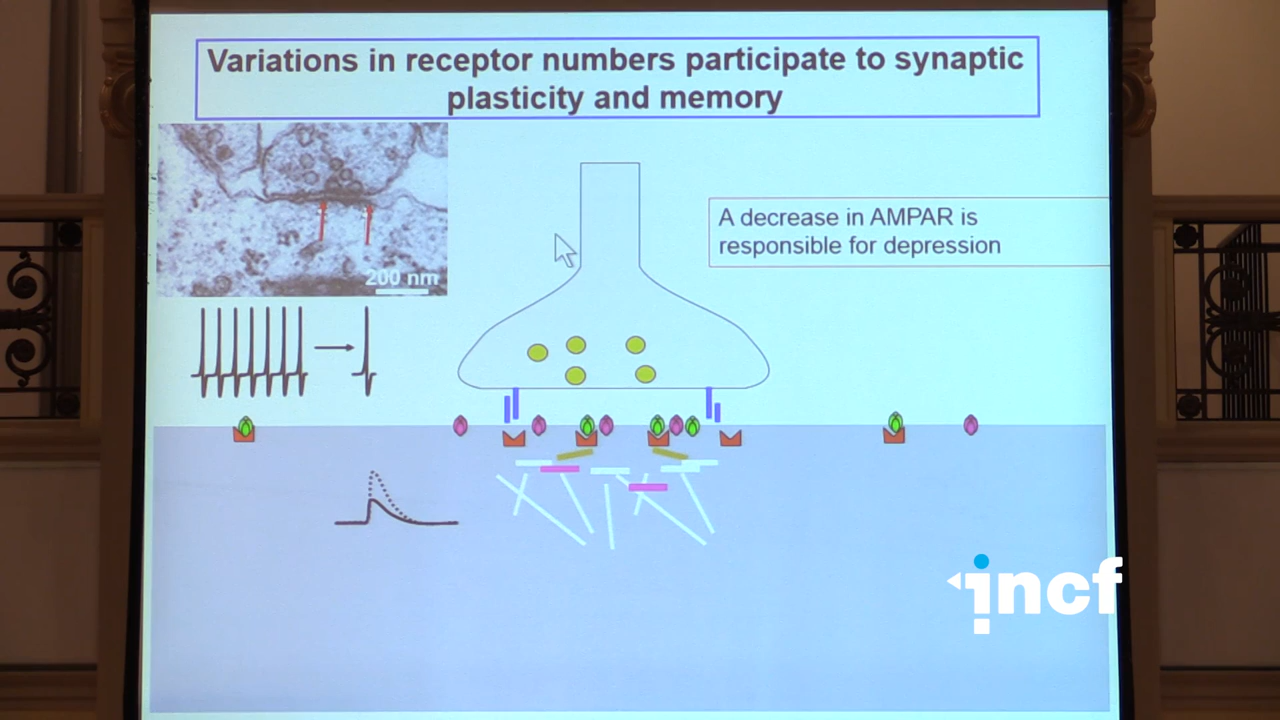 Variations in receptor numbers participate to synaptic
plasticity and memory
200 nm
A decrease in AMPAR is
responsible for depression
incf